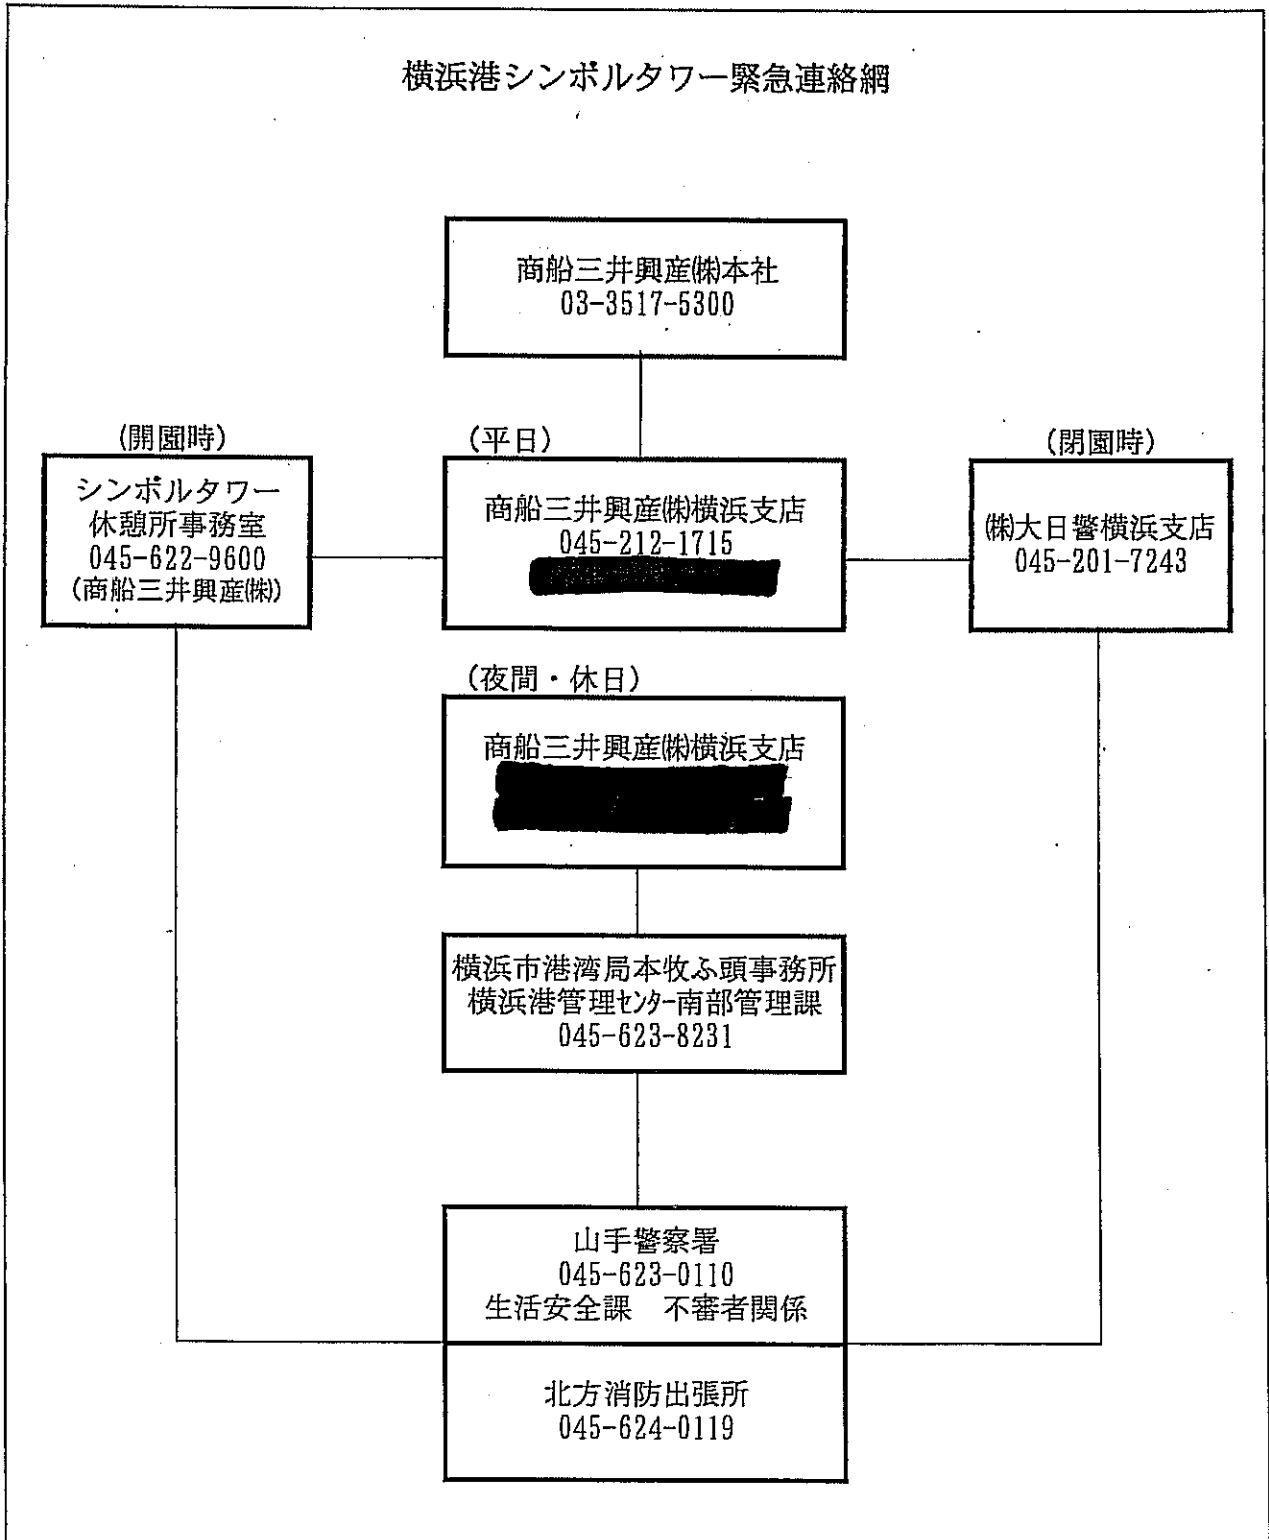 横浜港シンボルタワー緊急連絡網
商船三井興産㈱本社
03-3517-5300
(開園時)
シンボルタワー
休憩所事務室
045-622-9600
(商船三井興産㈱)
(平日)
商船三井興産㈱横浜支店
045-212-1715
(閉園時)
㈱大日警横浜支店
045-201-7243
(夜間・休日)
商船三井興産㈱横浜支店
横浜市港湾局本牧ふ頭事務所
横浜港管理ｾﾝﾀｰ南部管理課
045-623-8231
山手警察署
045-623-0110
生活安全課　不審者関係
北方消防出張所
045-624-0119